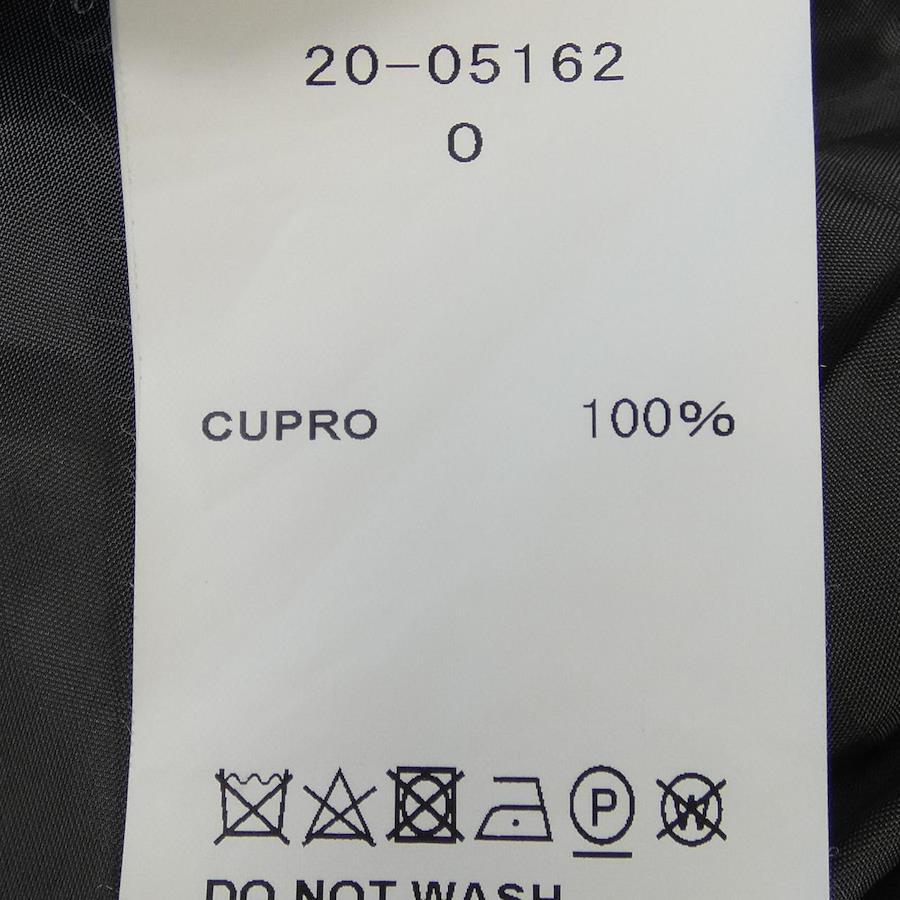 20-05162
0
CUPRO 100%
P W
DO NOT WASH